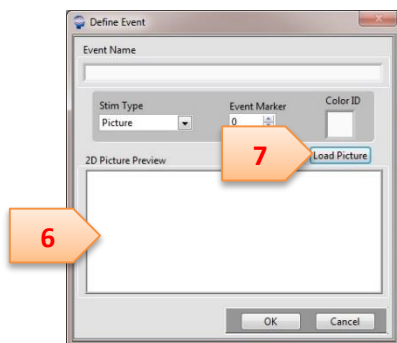 Define Event
Event Name
Stim Type
Event Marker
Color ID
Picture
0
7
Load Picture
2D Picture Preview
6
OK
Cancel